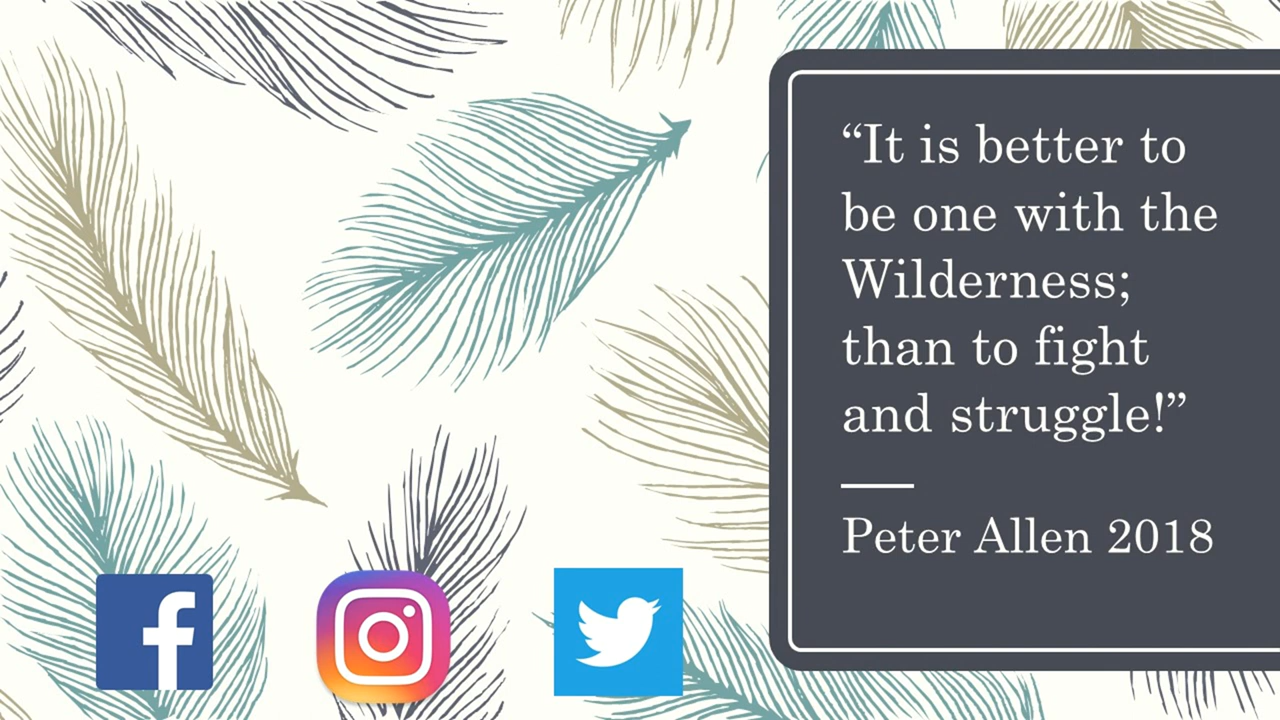 “It is better to
be one with the
Wilderness;
than to fight
and struggle!”
Peter Allen 2018